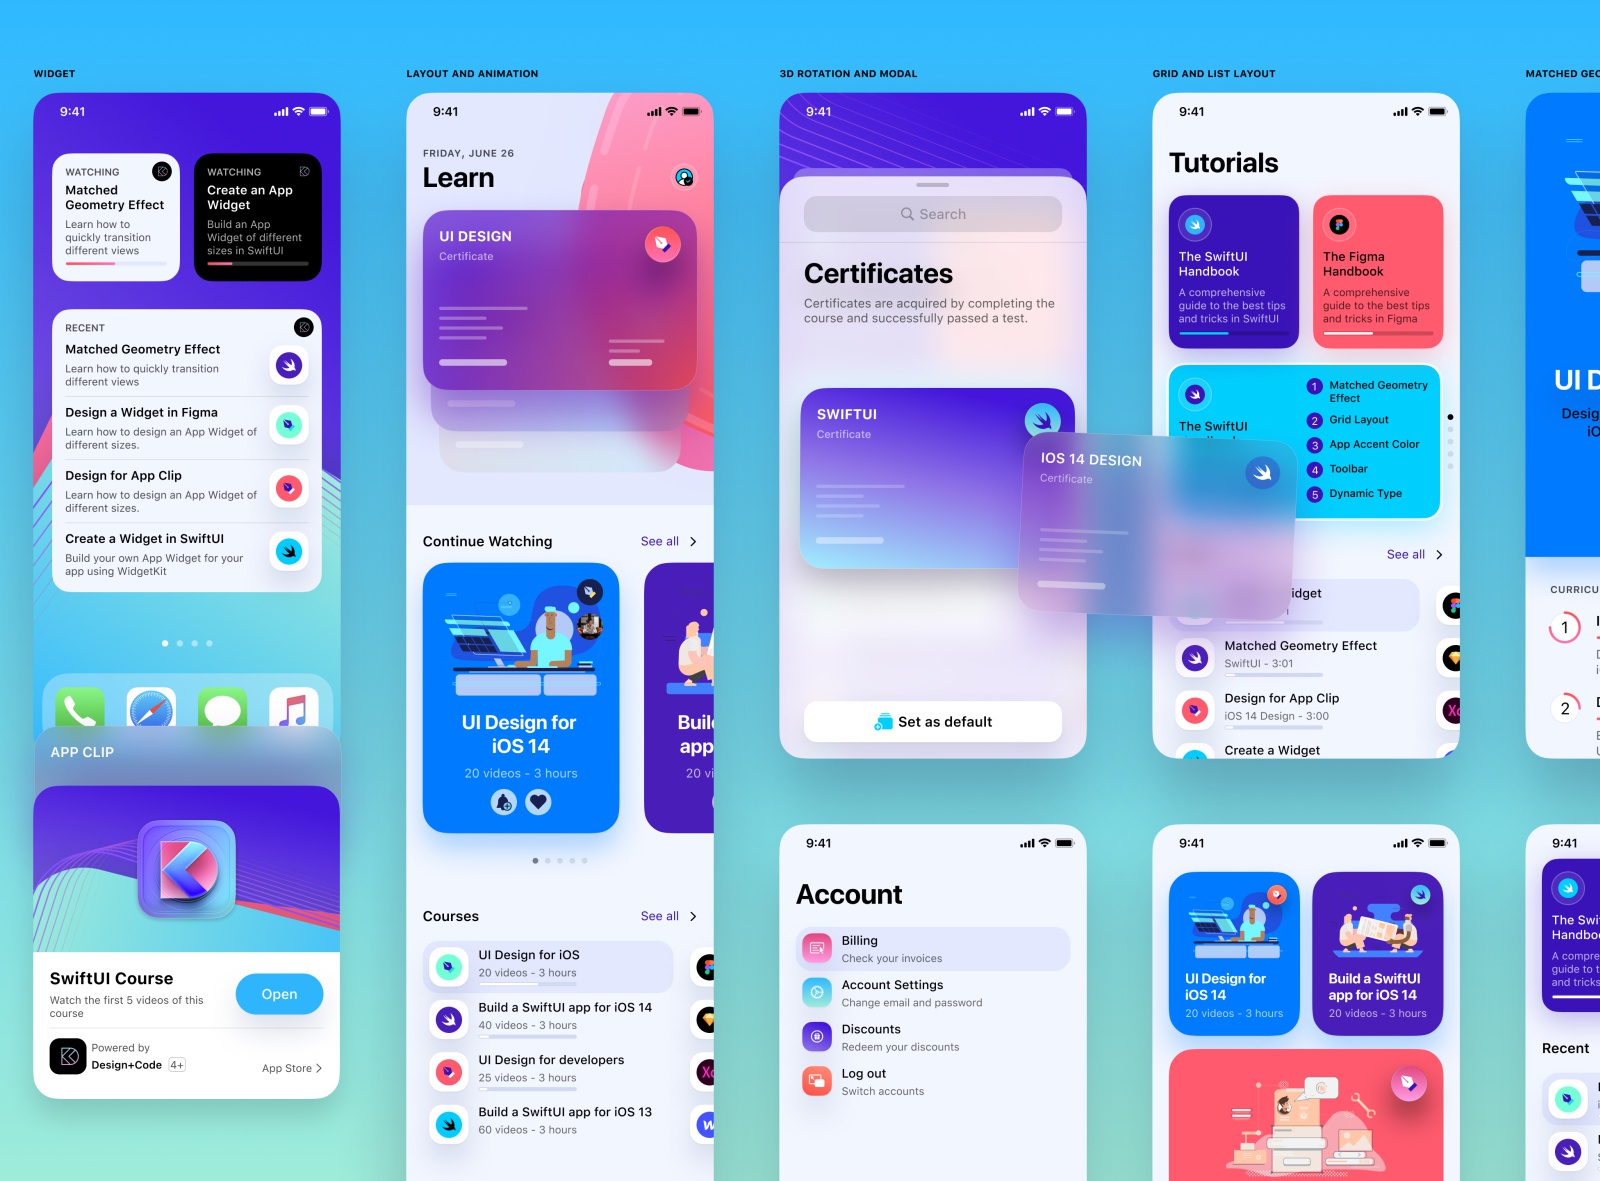 WIDGET
9:41
WATCHING
Matched
Geometry Effect
Learn how to
quickly transition
different views
WATCHING
Create an App
Widget
Build an App
Widget of different
sizes in SwiftUI
RECENT
Matched Geometry Effect
Learn how to quickly transition
different views
Design a Widget in Figma
Learn how to design an App Widget of
different sizes.
Design for App Clip
Learn how to design an App Widget of
different sizes.
Create a Widget in SwiftUI
Build your own App Widget for your
app using WidgetKit
APP CLIP
SwiftUI Course
Watch the first 5 videos of this
course
Open
Powered by
Design+Code 4+
App Store
LAYOUT AND ANIMATION
9:41
FRIDAY, JUNE 26
Learn
UI DESIGN
Certificate
Continue Watching
See all
UI Design for
iOS 14
20 videos - 3 hours
Buil
app
20 vi
Courses
See all
UI Design for iOS
20 videos - 3 hours
Build a SwiftUI app for iOS 14
40 videos - 3 hours
UI Design for developers
25 videos - 3 hours
Build a SwiftUI app for iOS 13
60 videos - 3 hours
3D ROTATION AND MODAL
9:41
Search
Certificates
Certificates are acquired by completing the
course and successfully passed a test.
SWIFTUI
Certificate
IOS 14 DESIGN
Certificate
Set as default
9:41
Account
Billing
Check your invoices
Account Settings
Change email and password
Discounts
Redeem your discounts
Log out
Switch accounts
GRID AND LIST LAYOUT
9:41
Tutorials
The SwiftUI
Handbook
A comprehensive
guide to the best tips
and tricks in SwiftUI
The Figma
Handbook
A comprehensive
guide to the best tips
and tricks in Figma
The SwiftUI
1 Matched Geometry
Effect
2 Grid Layout
3 App Accent Color
4 Toolbar
5 Dynamic Type
See all
idget
Matched Geometry Effect
SwiftUI - 3:01
Design for App Clip
iOS 14 Design - 3:00
Create a Widget
9:41
UI Design for
iOS 14
20 videos - 3 hours
Build a SwiftUI
app for iOS 14
20 videos - 3 hours
MATCHED GEO
UI D
Desig
iO
CURRICU
1
2
9:41
The Swif
Handboo
A compre
guide to t
and tricks
Recent